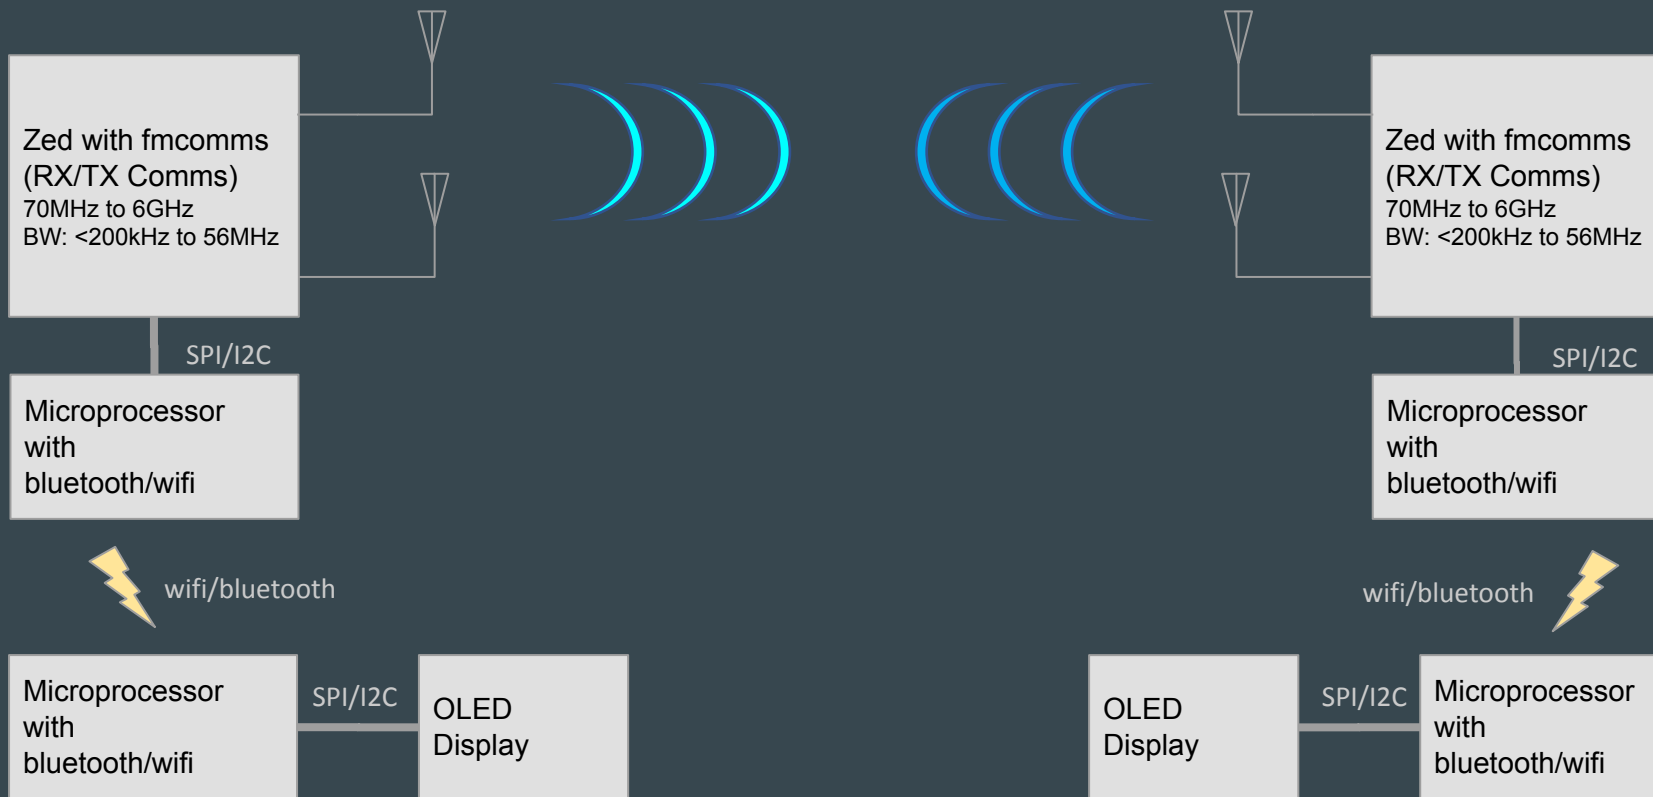 Zed with fmcomms
(RX/TX Comms)
70MHz to 6GHz
BW: <200kHz to 56MHz
Zed with fmcomms
(RX/TX Comms)
70MHz to 6GHz
BW: <200kHz to 56MHz
SPI/I2C
SPI/I2C
Microprocessor
with
bluetooth/wifi
Microprocessor
with
bluetooth/wifi
wifi/bluetooth
wifi/bluetooth
Microprocessor
with
bluetooth/wifi
SPI/I2C
OLED
Display
OLED
Display
SPI/I2C
Microprocessor
with
bluetooth/wifi